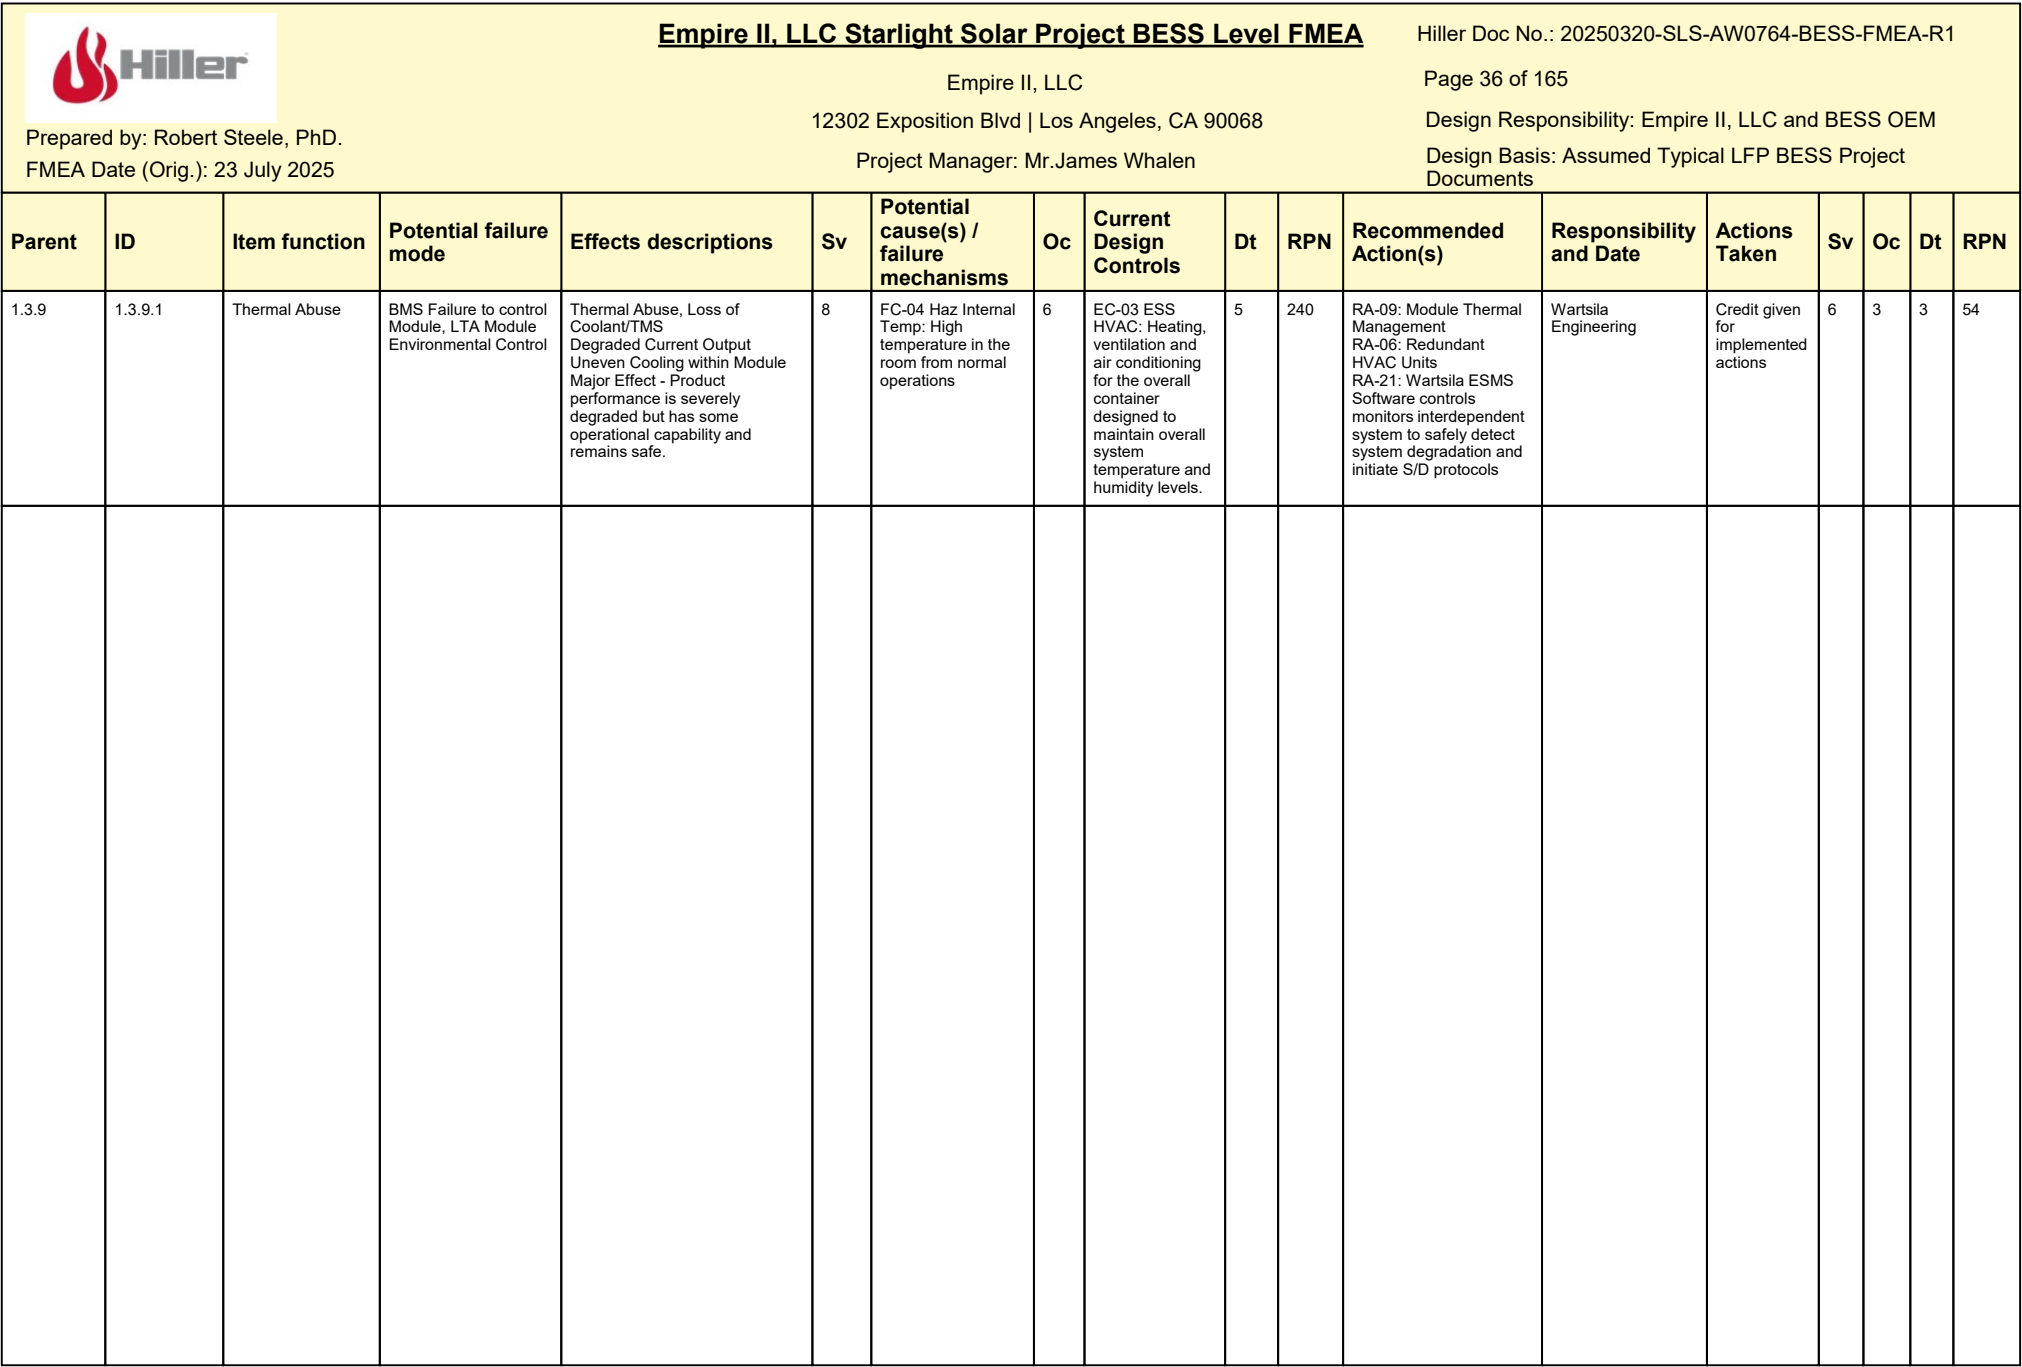 Hiller
Prepared by: Robert Steele, PhD.
FMEA Date (Orig.): 23 July 2025
Empire II, LLC Starlight Solar Project BESS Level FMEA
Empire II, LLC
12302 Exposition Blvd | Los Angeles, CA 90068
Project Manager: Mr.James Whalen
Hiller Doc No.: 20250320-SLS-AW0764-BESS-FMEA-R1
Page 36 of 165
Design Responsibility: Empire II, LLC and BESS OEM
Design Basis: Assumed Typical LFP BESS Project
Documents
Parent
ID
Item function
Potential failure
mode
Effects descriptions
Sv
Potential
cause(s) /
failure
mechanisms
Oc
Current
Design
Controls
Dt
RPN
Recommended
Action(s)
Responsibility
and Date
Actions
Taken
Sv
Oc
Dt
RPN
1.3.9
1.3.9.1
Thermal Abuse
BMS Failure to control
Module, LTA Module
Environmental Control
Thermal Abuse, Loss of
Coolant/TMS
Degraded Current Output
Uneven Cooling within Module
Major Effect - Product
performance is severely
degraded but has some
operational capability and
remains safe.
8
FC-04 Haz Internal
Temp: High
temperature in the
room from normal
operations
6
EC-03 ESS
HVAC: Heating,
ventilation and
air conditioning
for the overall
container
designed to
maintain overall
system
temperature and
humidity levels.
5
240
RA-09: Module Thermal
Management
RA-06: Redundant
HVAC Units
RA-21: Wartsila ESMS
Software controls
monitors interdependent
system to safely detect
system degradation and
initiate S/D protocols
Wartsila
Engineering
Credit given
for
implemented
actions
6
3
3
54